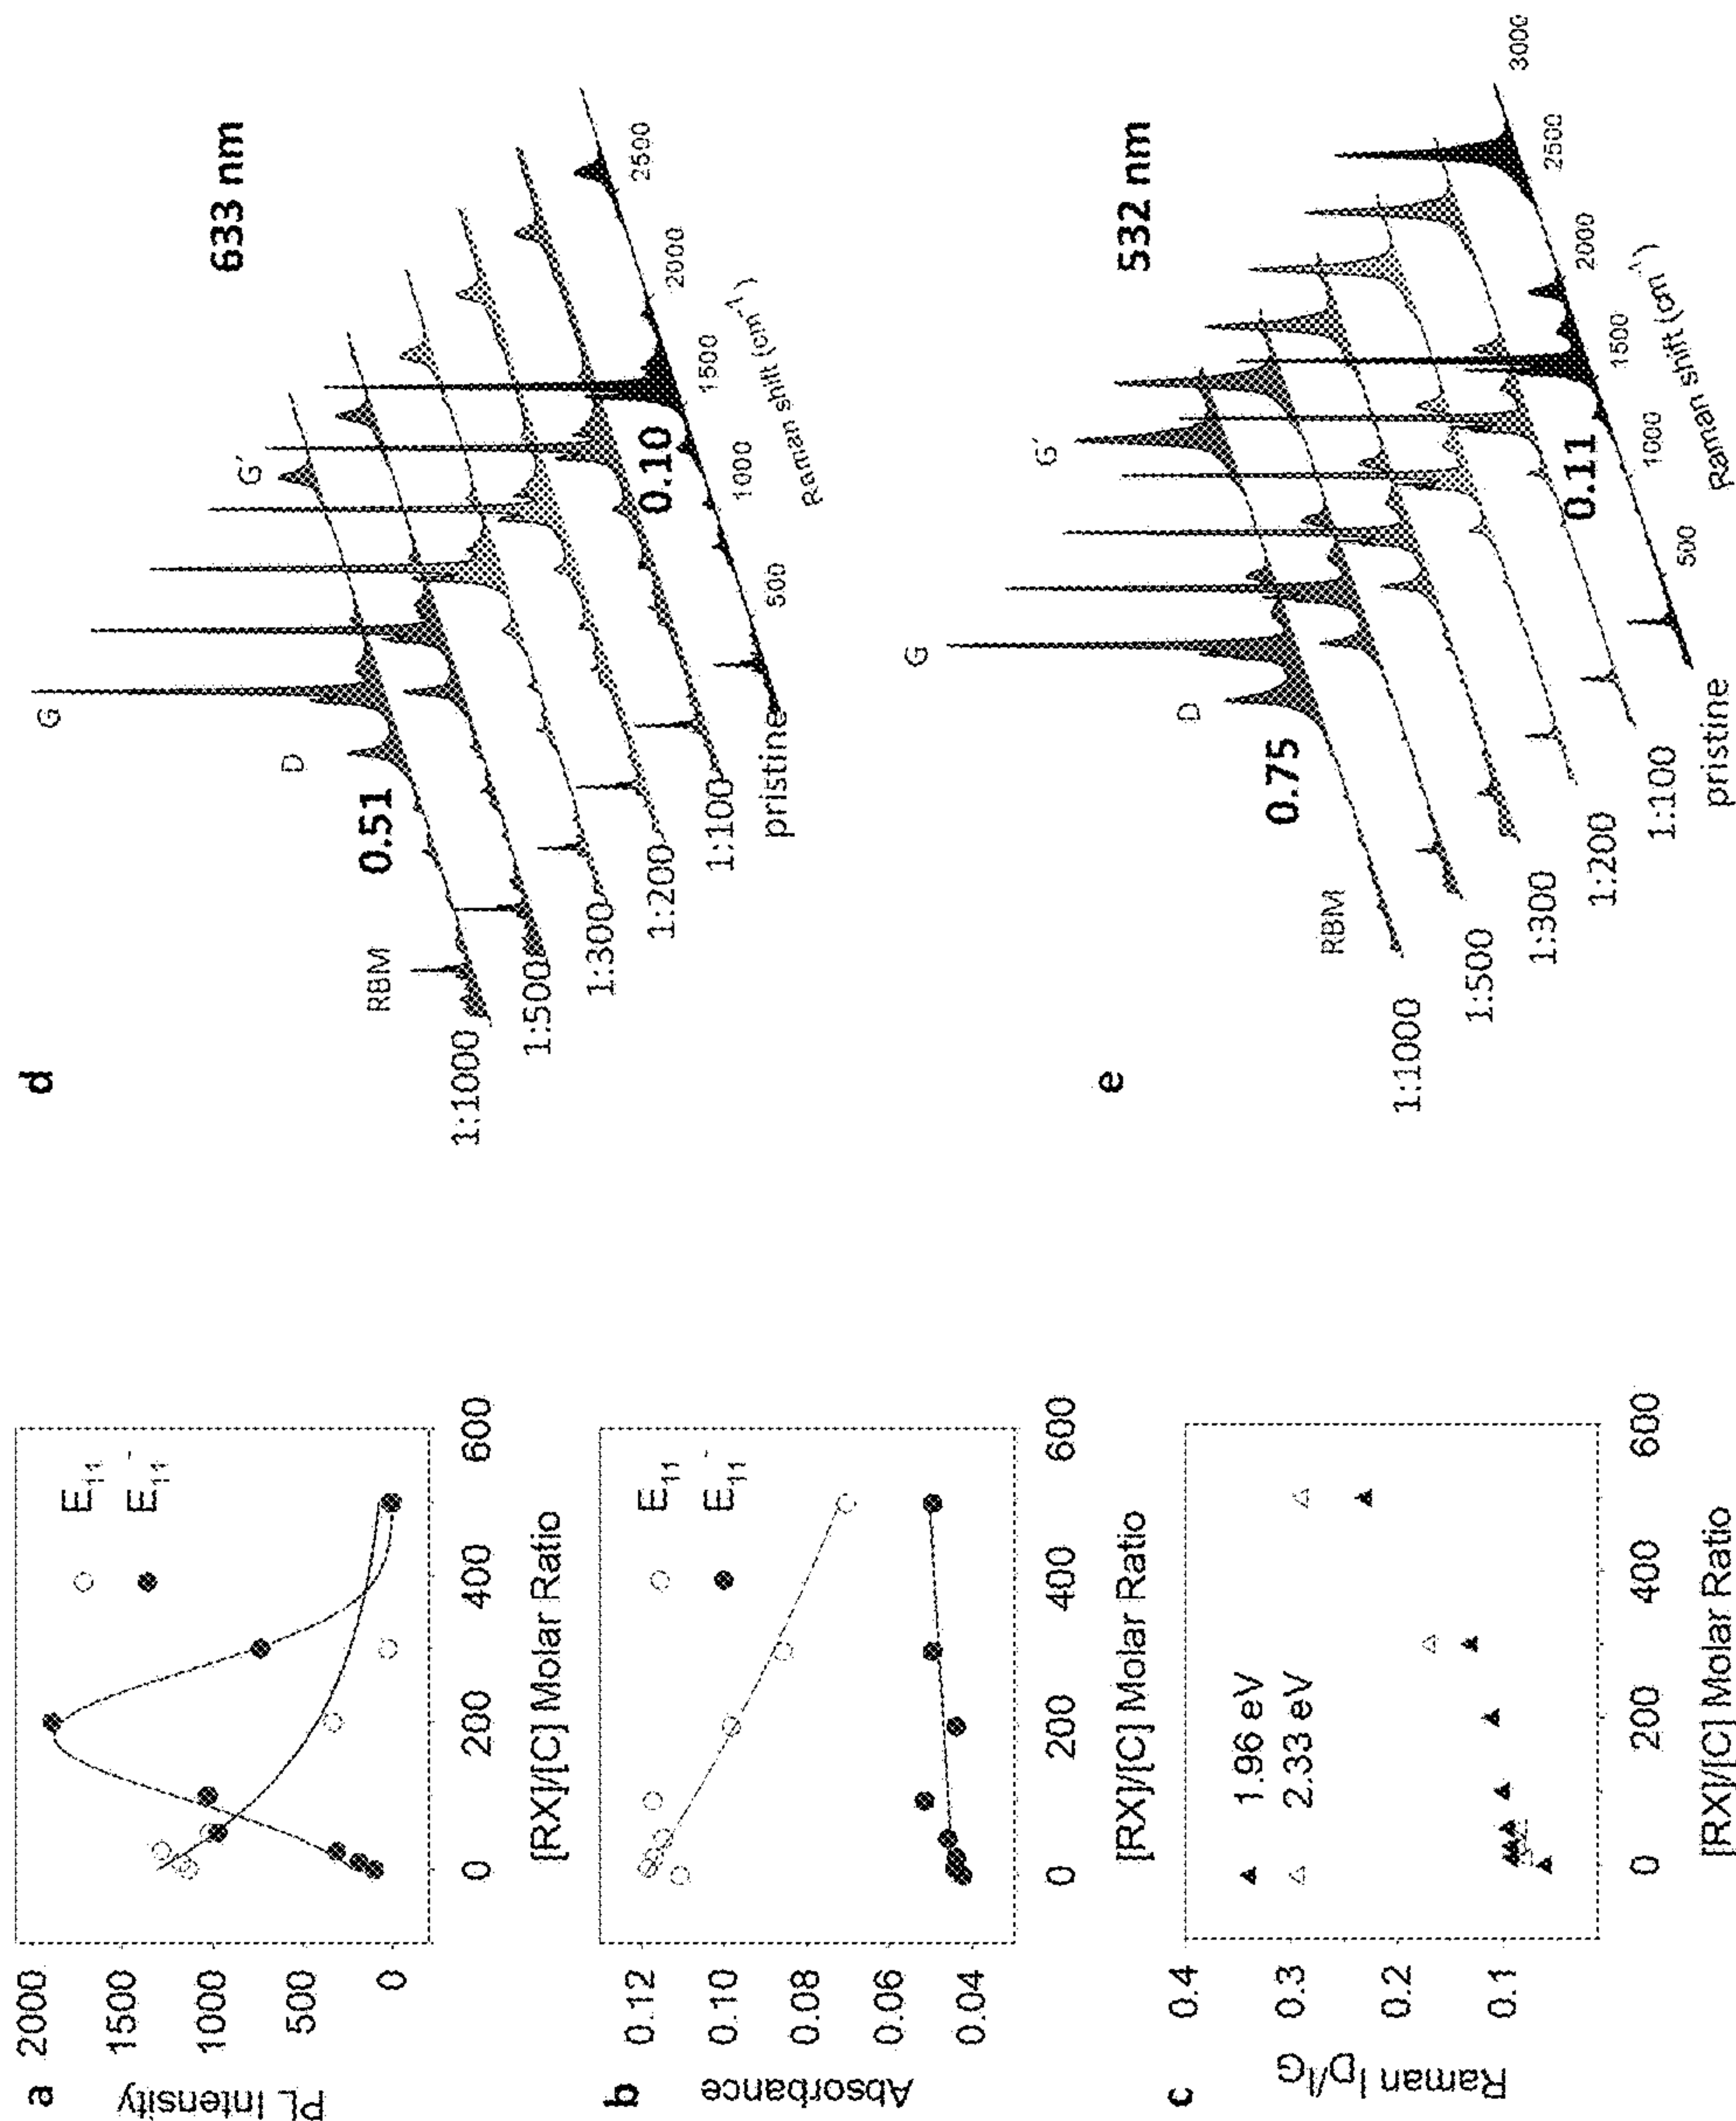 a
2000
1500
1000
500
0
PL Intensity
E11
E11-
0
200
400
600
[RX]/[C] Molar Ratio
b
0.12
0.10
0.08
0.06
0.04
Absorbance
E11
E11-
0
200
400
600
[RX]/[C] Molar Ratio
c
0.4
0.3
0.2
0.1
Raman ID/IG
1.96 eV
2.33 eV
0
200
400
600
[RX]/[C] Molar Ratio
d
633 nm
G
G´
D
RBM
0.51
0.10
1:1000
1:500
1:300
1:200
1:100
pristine
500
1000
1500
2000
2500
Raman shift (cm-1)
e
532 nm
G
G´
D
RBM
0.75
0.11
1:1000
1:500
1:300
1:200
1:100
pristine
500
1000
1500
2000
2500
3000
Raman shift (cm-1)